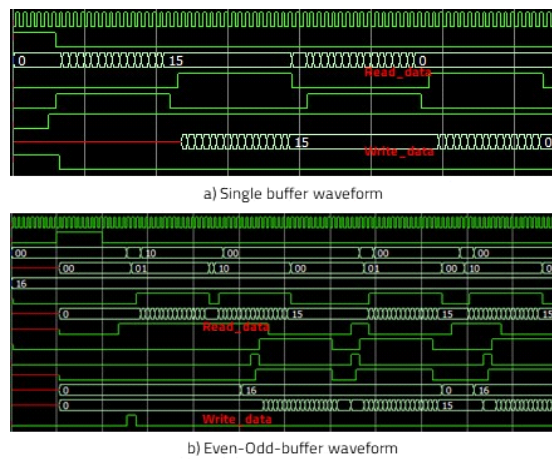 0 15 0
Read_data
15 0
Write_data
a) Single buffer waveform
00 10 00 00 00
00 01 10 00 01 00 10 0
16
0 15 15 15
Read_data
0 16 0 16
0 15
Write_data
b) Even-Odd-buffer waveform